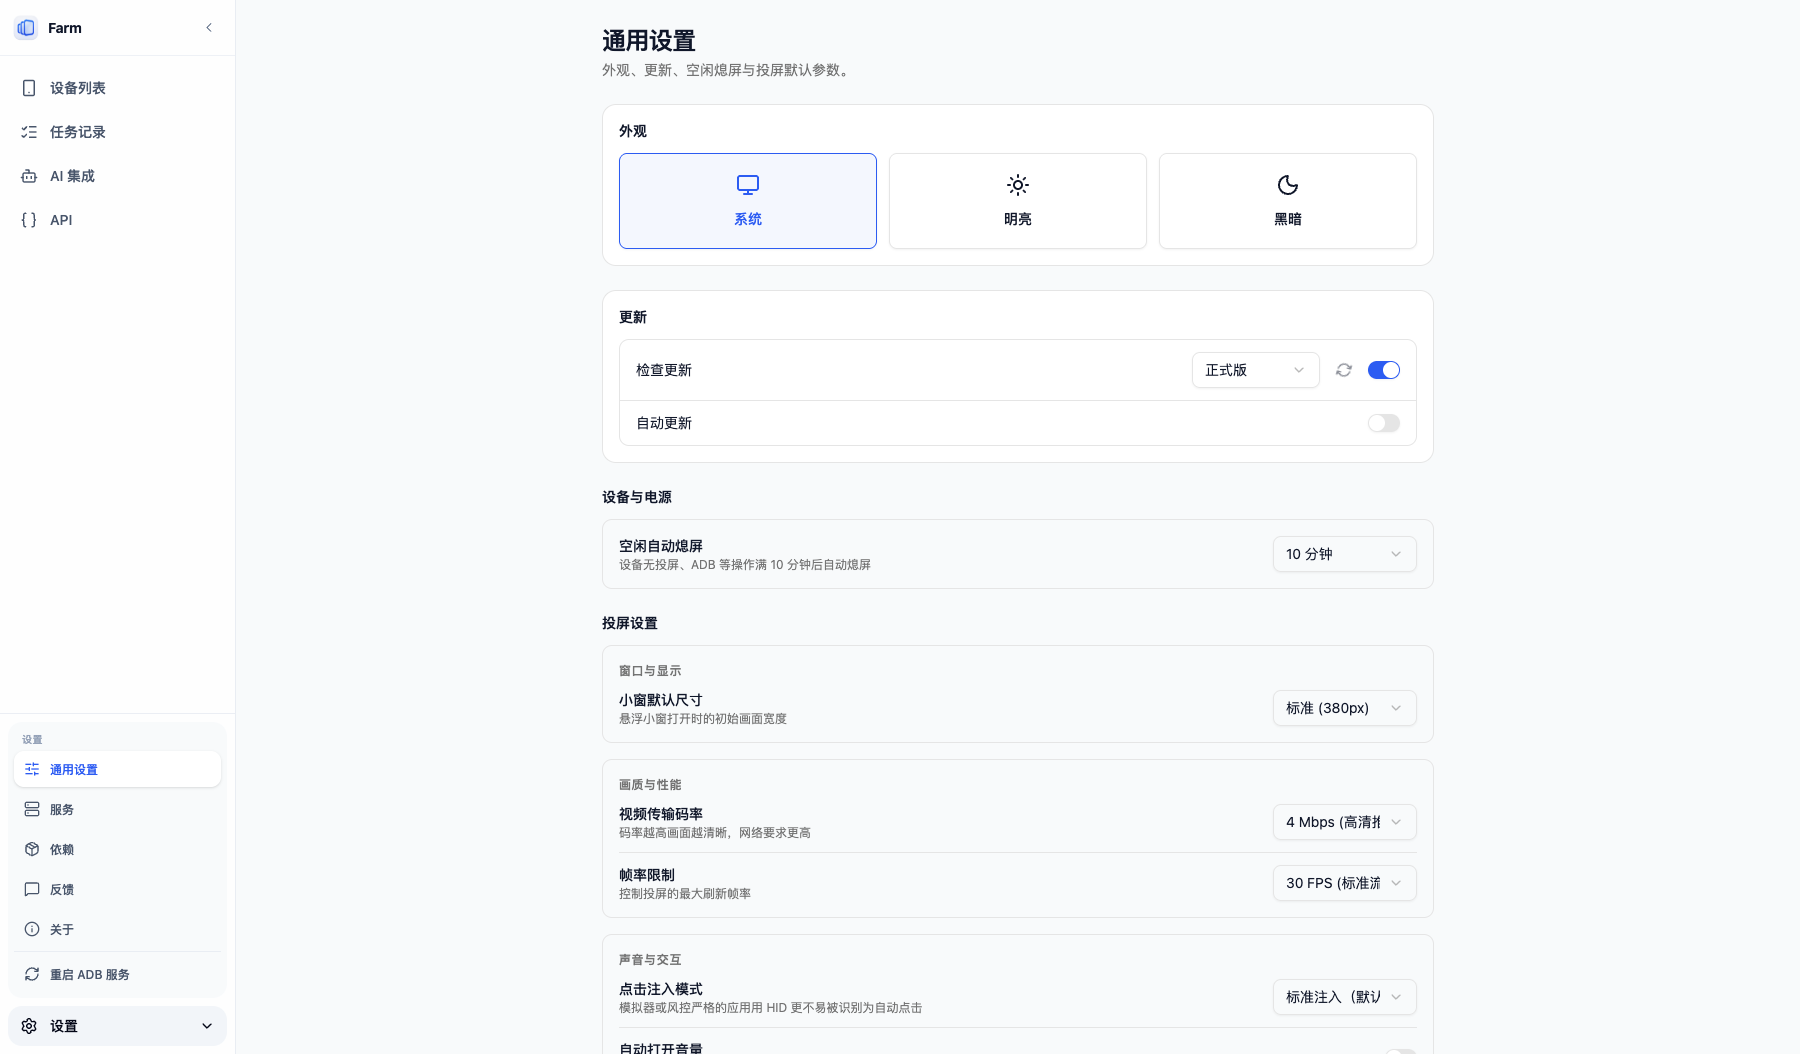 Farm
设备列表
任务记录
AI 集成
API
设置
通用设置
服务
依赖
反馈
关于
重启 ADB 服务
设置
通用设置
外观、更新、空闲熄屏与投屏默认参数。
外观
系统
明亮
黑暗
更新
检查更新
正式版
自动更新
设备与电源
空闲自动熄屏
设备无投屏、ADB 等操作满 10 分钟后自动熄屏
10 分钟
投屏设置
窗口与显示
小窗默认尺寸
悬浮小窗打开时的初始画面宽度
标准 (380px)
画质与性能
视频传输码率
码率越高画面越清晰，网络要求更高
4 Mbps (高清
帧率限制
控制投屏的最大刷新帧率
30 FPS (标准
声音与交互
点击注入模式
模拟器或风控严格的应用用 HID 更不易被识别为自动点击
标准注入（默
自动打开音量